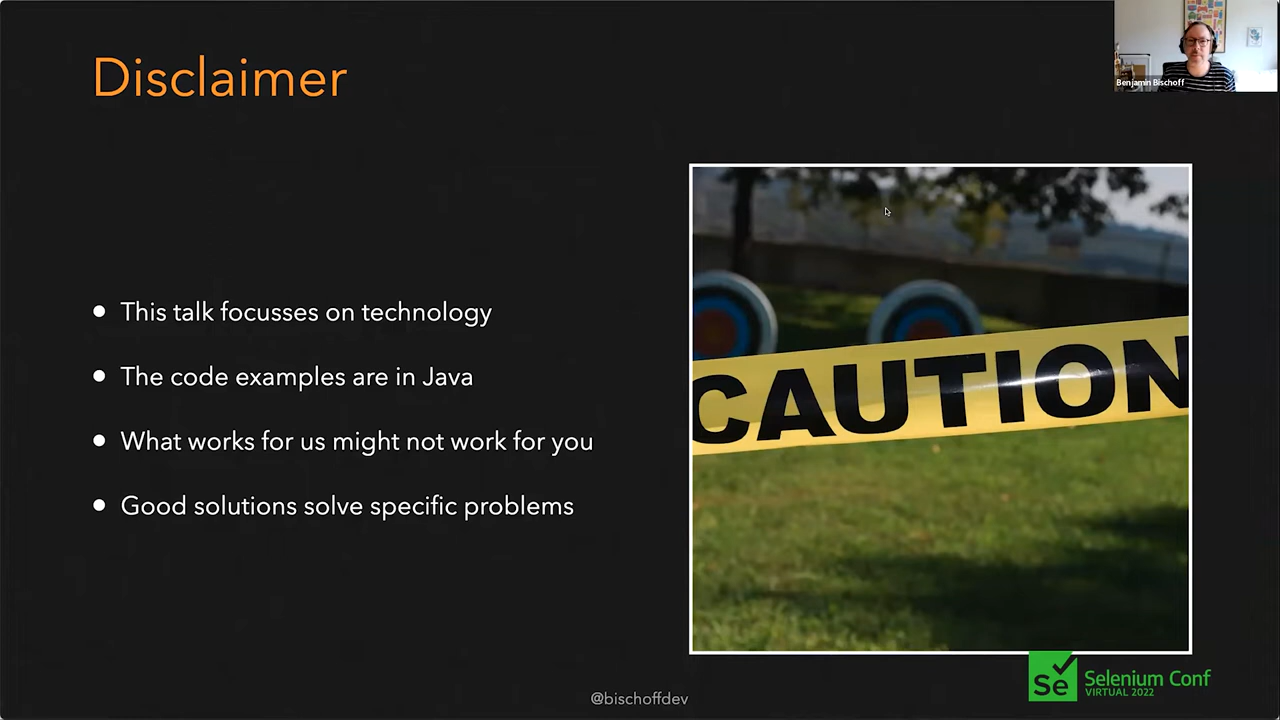 Disclaimer
Benjamin Bischoff
• This talk focusses on technology
• The code examples are in Java
• What works for us might not work for you
• Good solutions solve specific problems
CAUTION
@bischoffdev
Se
Selenium Conf
VIRTUAL 2022